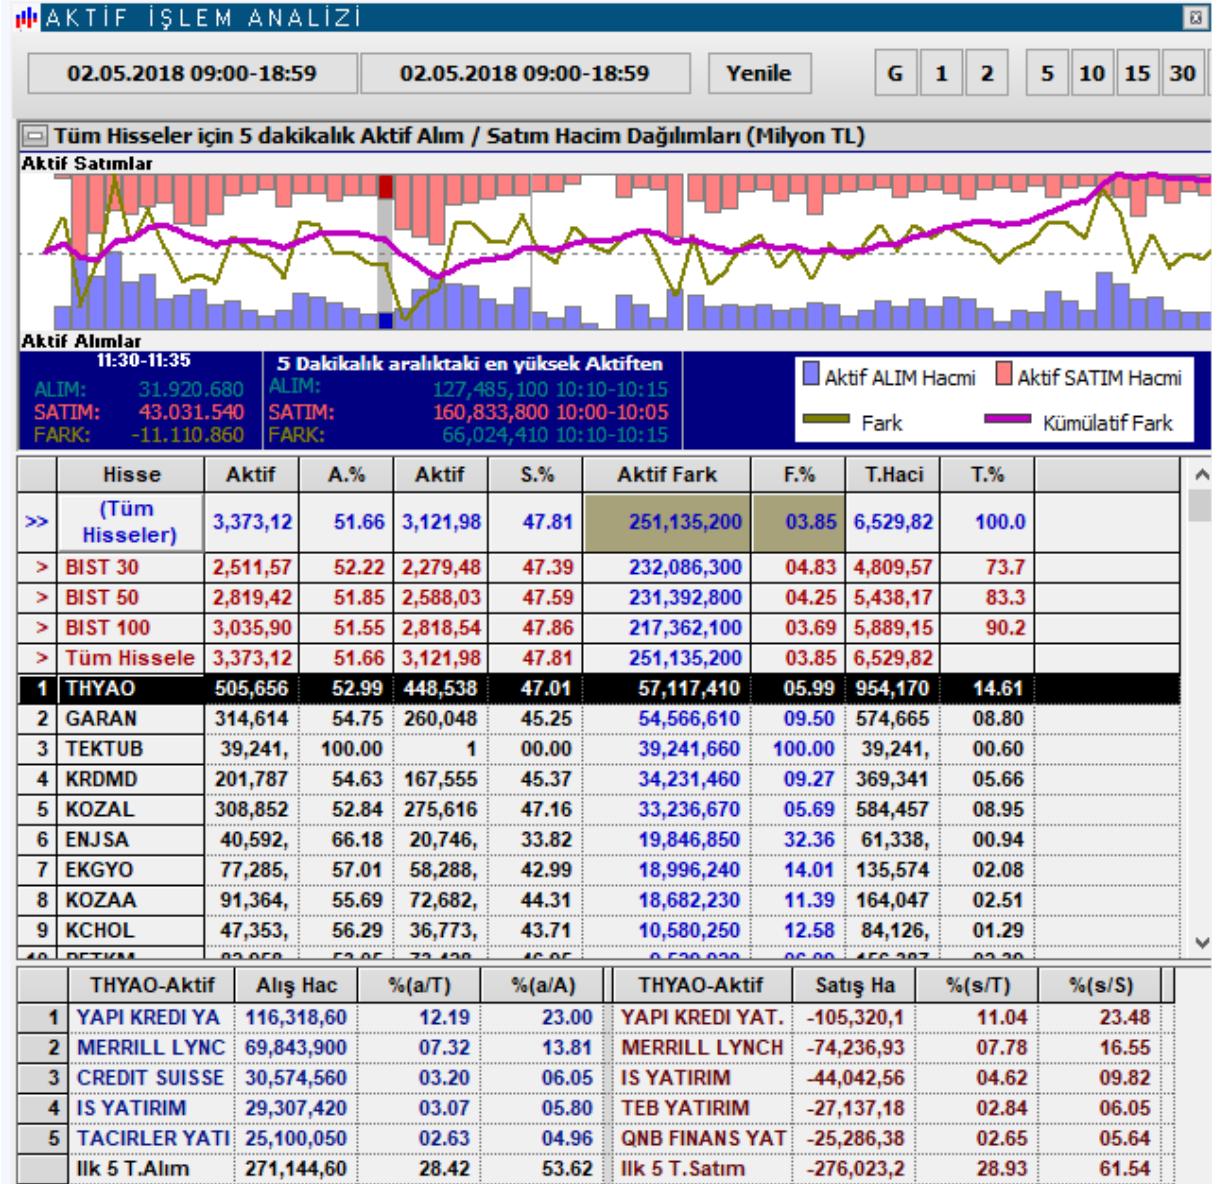 AKTİF İŞLEM ANALİZİ
02.05.2018 09:00-18:59 02.05.2018 09:00-18:59 Yenile G 1 2 5 10 15 30
Tüm Hisseler için 5 dakikalık Aktif Alım / Satım Hacim Dağılımları (Milyon TL)
Aktif Satımlar
Aktif Alımlar
11:30-11:35 5 Dakikalık aralıktaki en yüksek Aktiften
ALIM: 31.920.680 ALIM: 127,485,100 10:10-10:15
SATIM: 43.031.540 SATIM: 160,833,800 10:00-10:05
FARK: -11.110.860 FARK: 66,024,410 10:10-10:15
Aktif ALIM Hacmi Aktif SATIM Hacmi
Fark Kümülatif Fark
Hisse Aktif A.% Aktif S.% Aktif Fark F.% T.Haci T.%
>> (Tüm Hisseler) 3,373,12 51.66 3,121,98 47.81 251,135,200 03.85 6,529,82 100.0
> BIST 30 2,511,57 52.22 2,279,48 47.39 232,086,300 04.83 4,809,57 73.7
> BIST 50 2,819,42 51.85 2,588,03 47.59 231,392,800 04.25 5,438,17 83.3
> BIST 100 3,035,90 51.55 2,818,54 47.86 217,362,100 03.69 5,889,15 90.2
> Tüm Hissele 3,373,12 51.66 3,121,98 47.81 251,135,200 03.85 6,529,82
1 THYAO 505,656 52.99 448,538 47.01 57,117,410 05.99 954,170 14.61
2 GARAN 314,614 54.75 260,048 45.25 54,566,610 09.50 574,665 08.80
3 TEKTUB 39,241, 100.00 1 00.00 39,241,660 100.00 39,241, 00.60
4 KRDMD 201,787 54.63 167,555 45.37 34,231,460 09.27 369,341 05.66
5 KOZAL 308,852 52.84 275,616 47.16 33,236,670 05.69 584,457 08.95
6 ENJSA 40,592, 66.18 20,746, 33.82 19,846,850 32.36 61,338, 00.94
7 EKGYO 77,285, 57.01 58,288, 42.99 18,996,240 14.01 135,574 02.08
8 KOZAA 91,364, 55.69 72,682, 44.31 18,682,230 11.39 164,047 02.51
9 KCHOL 47,353, 56.29 36,773, 43.71 10,580,250 12.58 84,126, 01.29
THYAO-Aktif Alış Hac %(a/T) %(a/A) THYAO-Aktif Satış Ha %(s/T) %(s/S)
1 YAPI KREDI YA 116,318,60 12.19 23.00 YAPI KREDI YAT. -105,320,1 11.04 23.48
2 MERRILL LYNC 69,843,900 07.32 13.81 MERRILL LYNCH -74,236,93 07.78 16.55
3 CREDIT SUISSE 30,574,560 03.20 06.05 IS YATIRIM -44,042,56 04.62 09.82
4 IS YATIRIM 29,307,420 03.07 05.80 TEB YATIRIM -27,137,18 02.84 06.05
5 TACIRLER YATI 25,100,050 02.63 04.96 QNB FINANS YAT -25,286,38 02.65 05.64
Ilk 5 T.Alım 271,144,60 28.42 53.62 Ilk 5 T.Satım -276,023,2 28.93 61.54